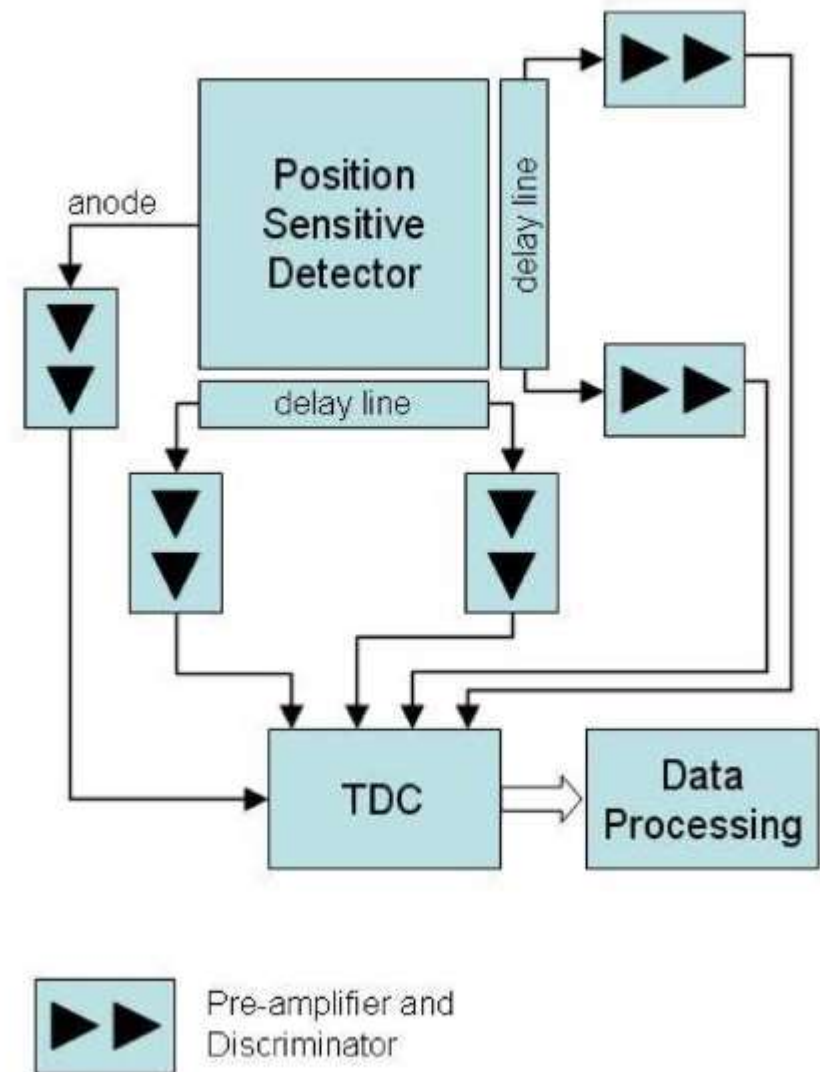 Position
Sensitive
Detector
delay line
anode
delay line
TDC
Data
Processing
Pre-amplifier and
Discriminator